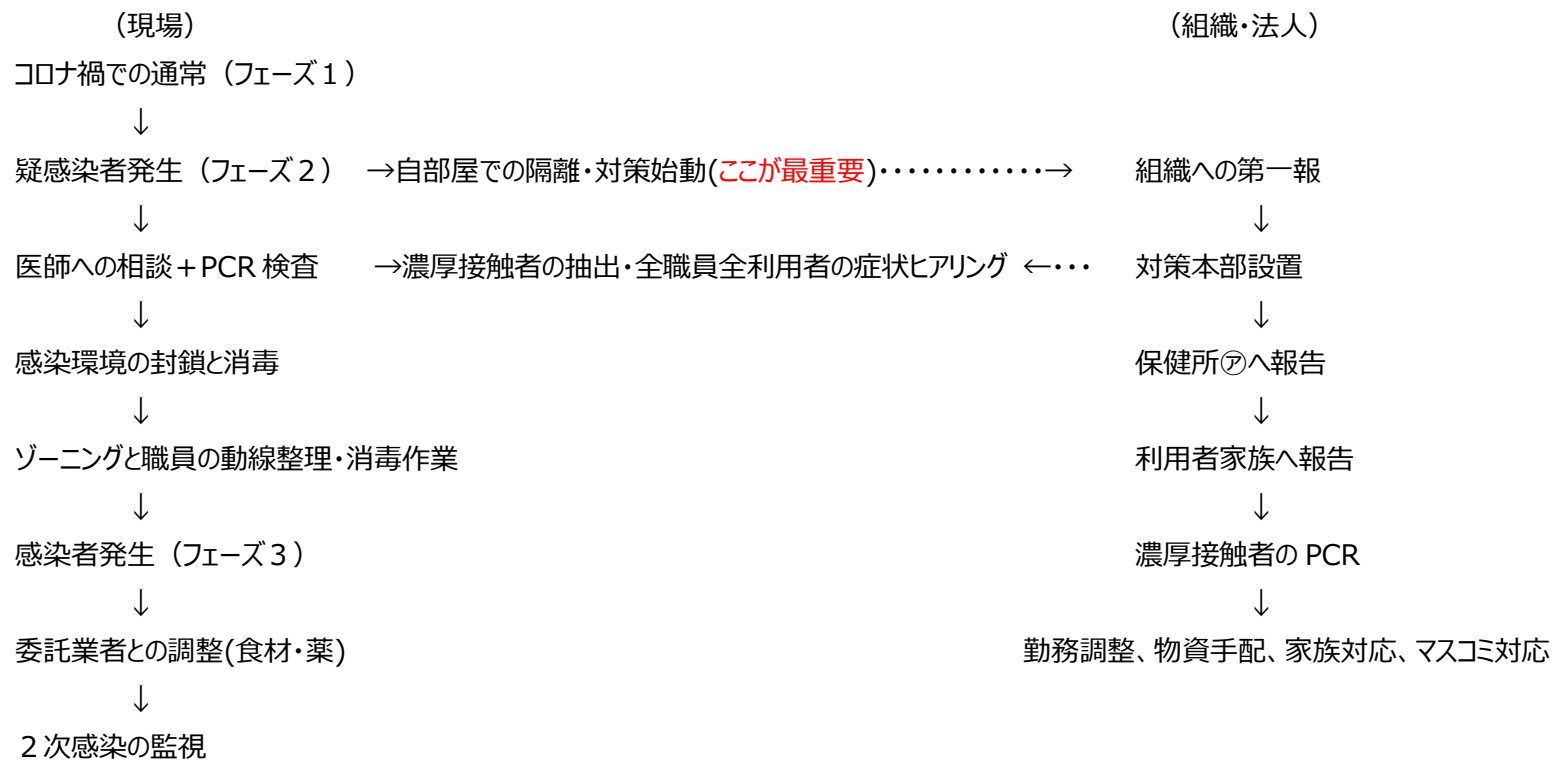 （現場） （組織・法人）
コロナ禍での通常（フェーズ１）
↓
疑感染者発生（フェーズ２） →自部屋での隔離・対策始動(ここが最重要)・・・・・・・・・・・・→ 組織への第一報
↓ ↓
医師への相談＋PCR 検査 →濃厚接触者の抽出・全職員全利用者の症状ヒアリング ←・・・ 対策本部設置
↓ ↓
感染環境の封鎖と消毒 保健所㋐へ報告
↓ ↓
ゾーニングと職員の動線整理・消毒作業 利用者家族へ報告
↓ ↓
感染者発生（フェーズ３） 濃厚接触者の PCR
↓ ↓
委託業者との調整(食材・薬) 勤務調整、物資手配、家族対応、マスコミ対応
↓
２次感染の監視